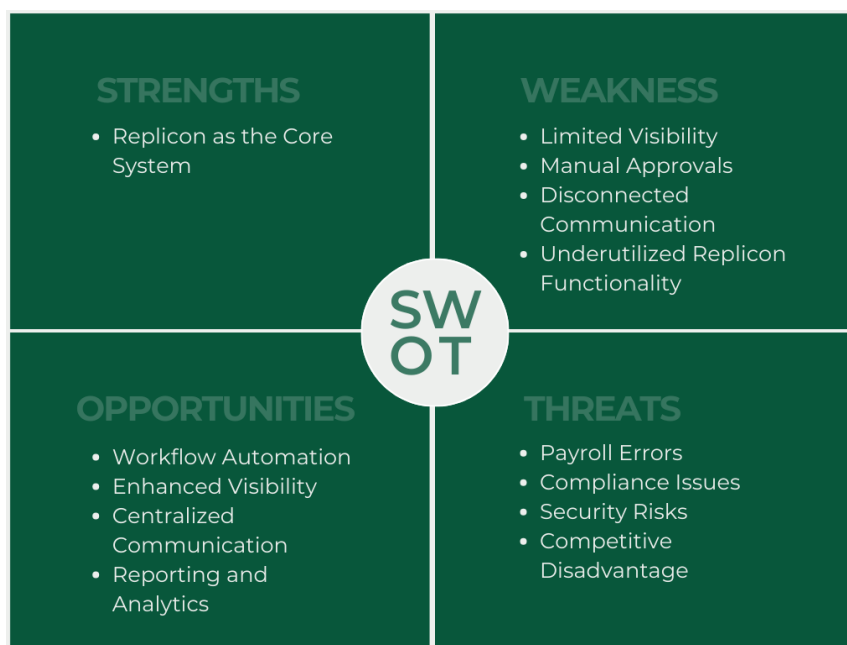 STRENGTHS
• Replicon as the Core
System
WEAKNESS
• Limited Visibility
• Manual Approvals
• Disconnected
Communication
• Underutilized Replicon
Functionality
SW
OT
OPPORTUNITIES
• Workflow Automation
• Enhanced Visibility
• Centralized
Communication
• Reporting and
Analytics
THREATS
• Payroll Errors
• Compliance Issues
• Security Risks
• Competitive
Disadvantage